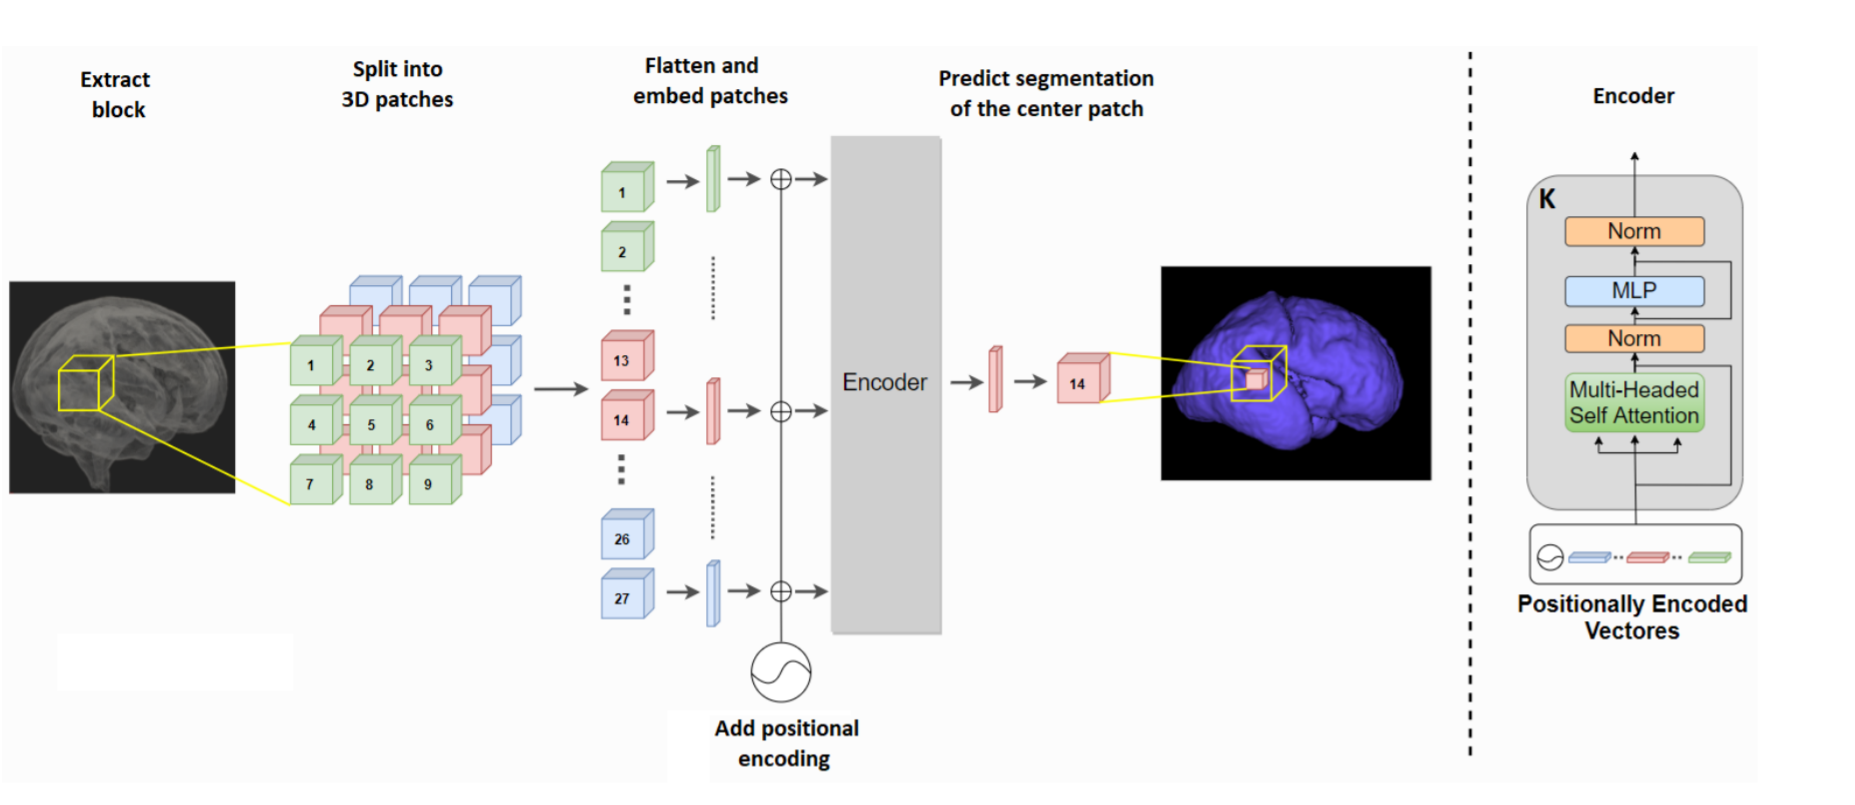 Extract
block
Split into
3D patches
Flatten and
embed patches
Predict segmentation
of the center patch
Encoder
1
2
3
4
5
6
7
8
9
1
2
13
14
26
27
Encoder
14
Add positional
encoding
K
Norm
MLP
Norm
Multi-Headed
Self Attention
Positionally Encoded
Vectores